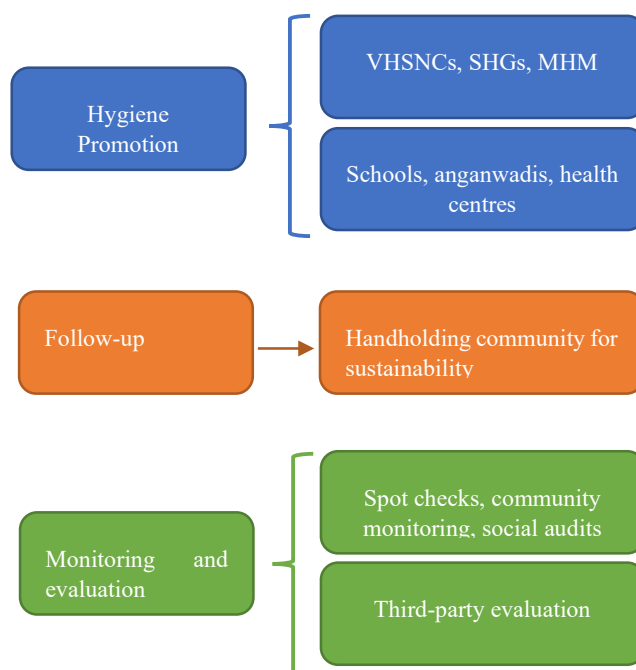 VHSNCs, SHGs, MHM
Hygiene
Promotion
Schools, anganwadis, health
centres
Follow-up
Handholding community for
sustainability
Spot checks, community
monitoring, social audits
Monitoring and
evaluation
Third-party evaluation